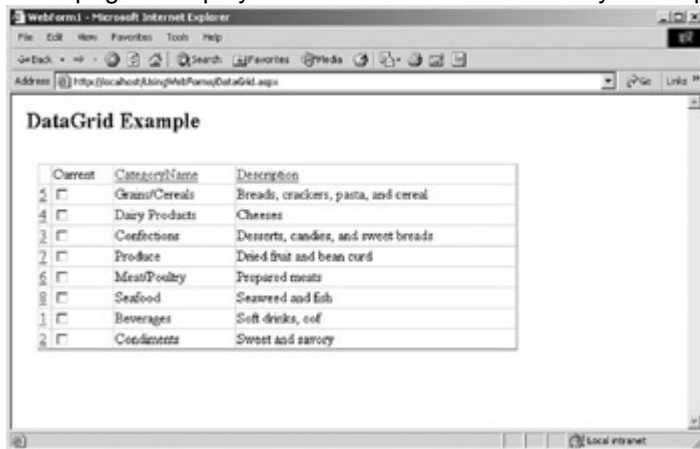 WebForm1 - Microsoft Internet Explorer
File Edit View Favorites Tools Help
Back Search Favorites Media
Address http://localhost/UsingWebForms/DataGrid.aspx Go Links »
DataGrid Example
Current CategoryName Description
5 Grains/Cereals Breads, crackers, pasta, and cereal
4 Dairy Products Cheeses
3 Confections Desserts, candies, and sweet breads
7 Produce Dried fruit and bean curd
6 Meat/Poultry Prepared meats
8 Seafood Seaweed and fish
1 Beverages Soft drinks, cof
2 Condiments Sweet and savory
Local intranet